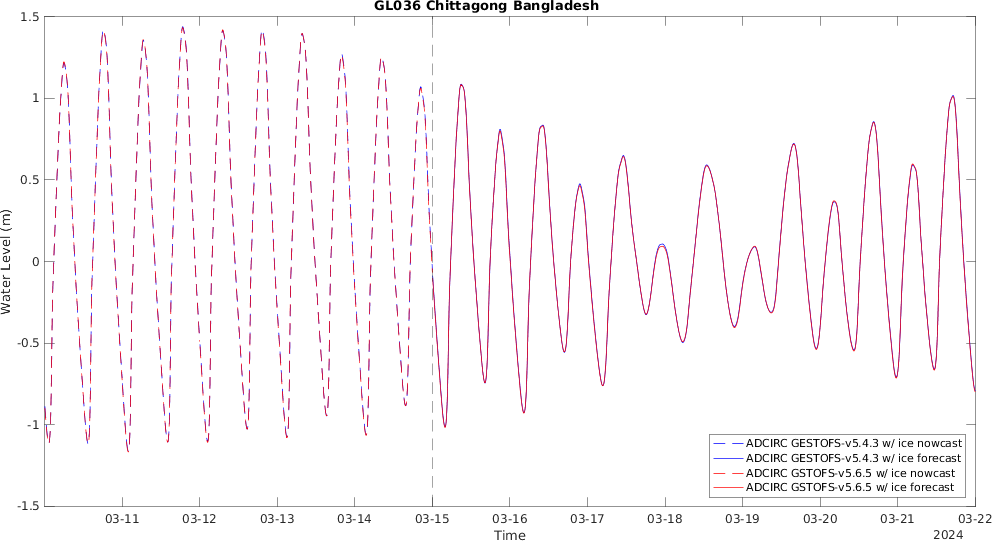 GL036 Chittagong Bangladesh
1.5
1
0.5
0
-0.5
-1
-1.5
Water Level (m)
ADCIRC GESTOFS-v5.4.3 w/ ice nowcast
ADCIRC GESTOFS-v5.4.3 w/ ice forecast
ADCIRC GSTOFS-v5.6.5 w/ ice nowcast
ADCIRC GSTOFS-v5.6.5 w/ ice forecast
03-11 03-12 03-13 03-14 03-15 03-16 03-17 03-18 03-19 03-20 03-21 03-22
Time
2024